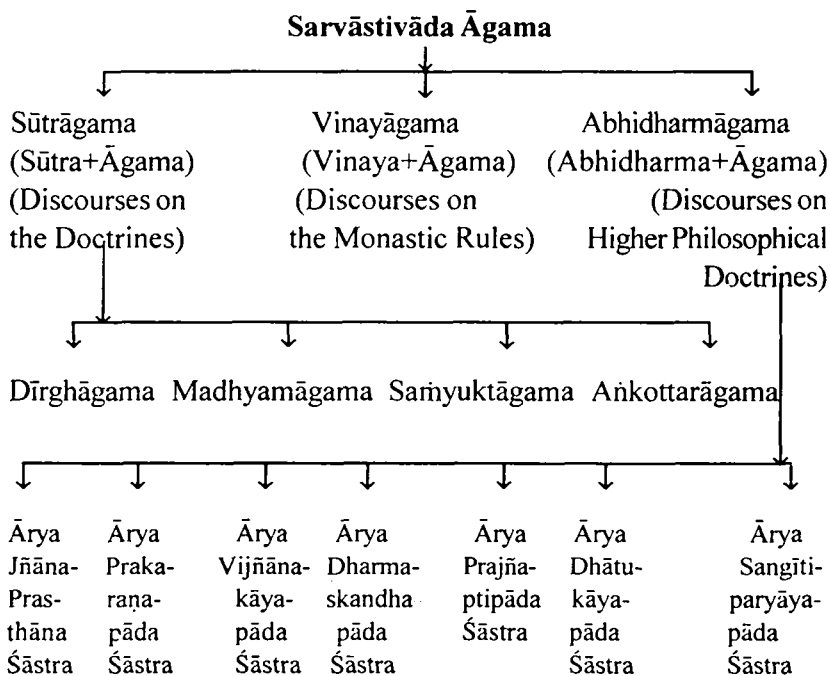 Sarvāstivāda Āgama
Sūtrāgama
(Sūtra+Āgama)
(Discourses on
the Doctrines)
Vinayāgama
(Vinaya+Āgama)
(Discourses on
the Monastic Rules)
Abhidharmāgama
(Abhidharma+Āgama)
(Discourses on
Higher Philosophical
Doctrines)
Dīrghāgama Madhyamāgama Saṁyuktāgama Aṅkottarāgama
Ārya
Jñāna-
Pras-
thāna
Śāstra
Ārya
Praka-
raṇa-
pāda
Śāstra
Ārya
Vijñāna-
kāya-
pāda
Śāstra
Ārya
Dharma-
skandha
pāda
Śāstra
Ārya
Prajña-
ptipāda
Śāstra
Ārya
Dhātu-
kāya-
pāda
Śāstra
Ārya
Sangīti-
paryāya-
pāda
Śāstra